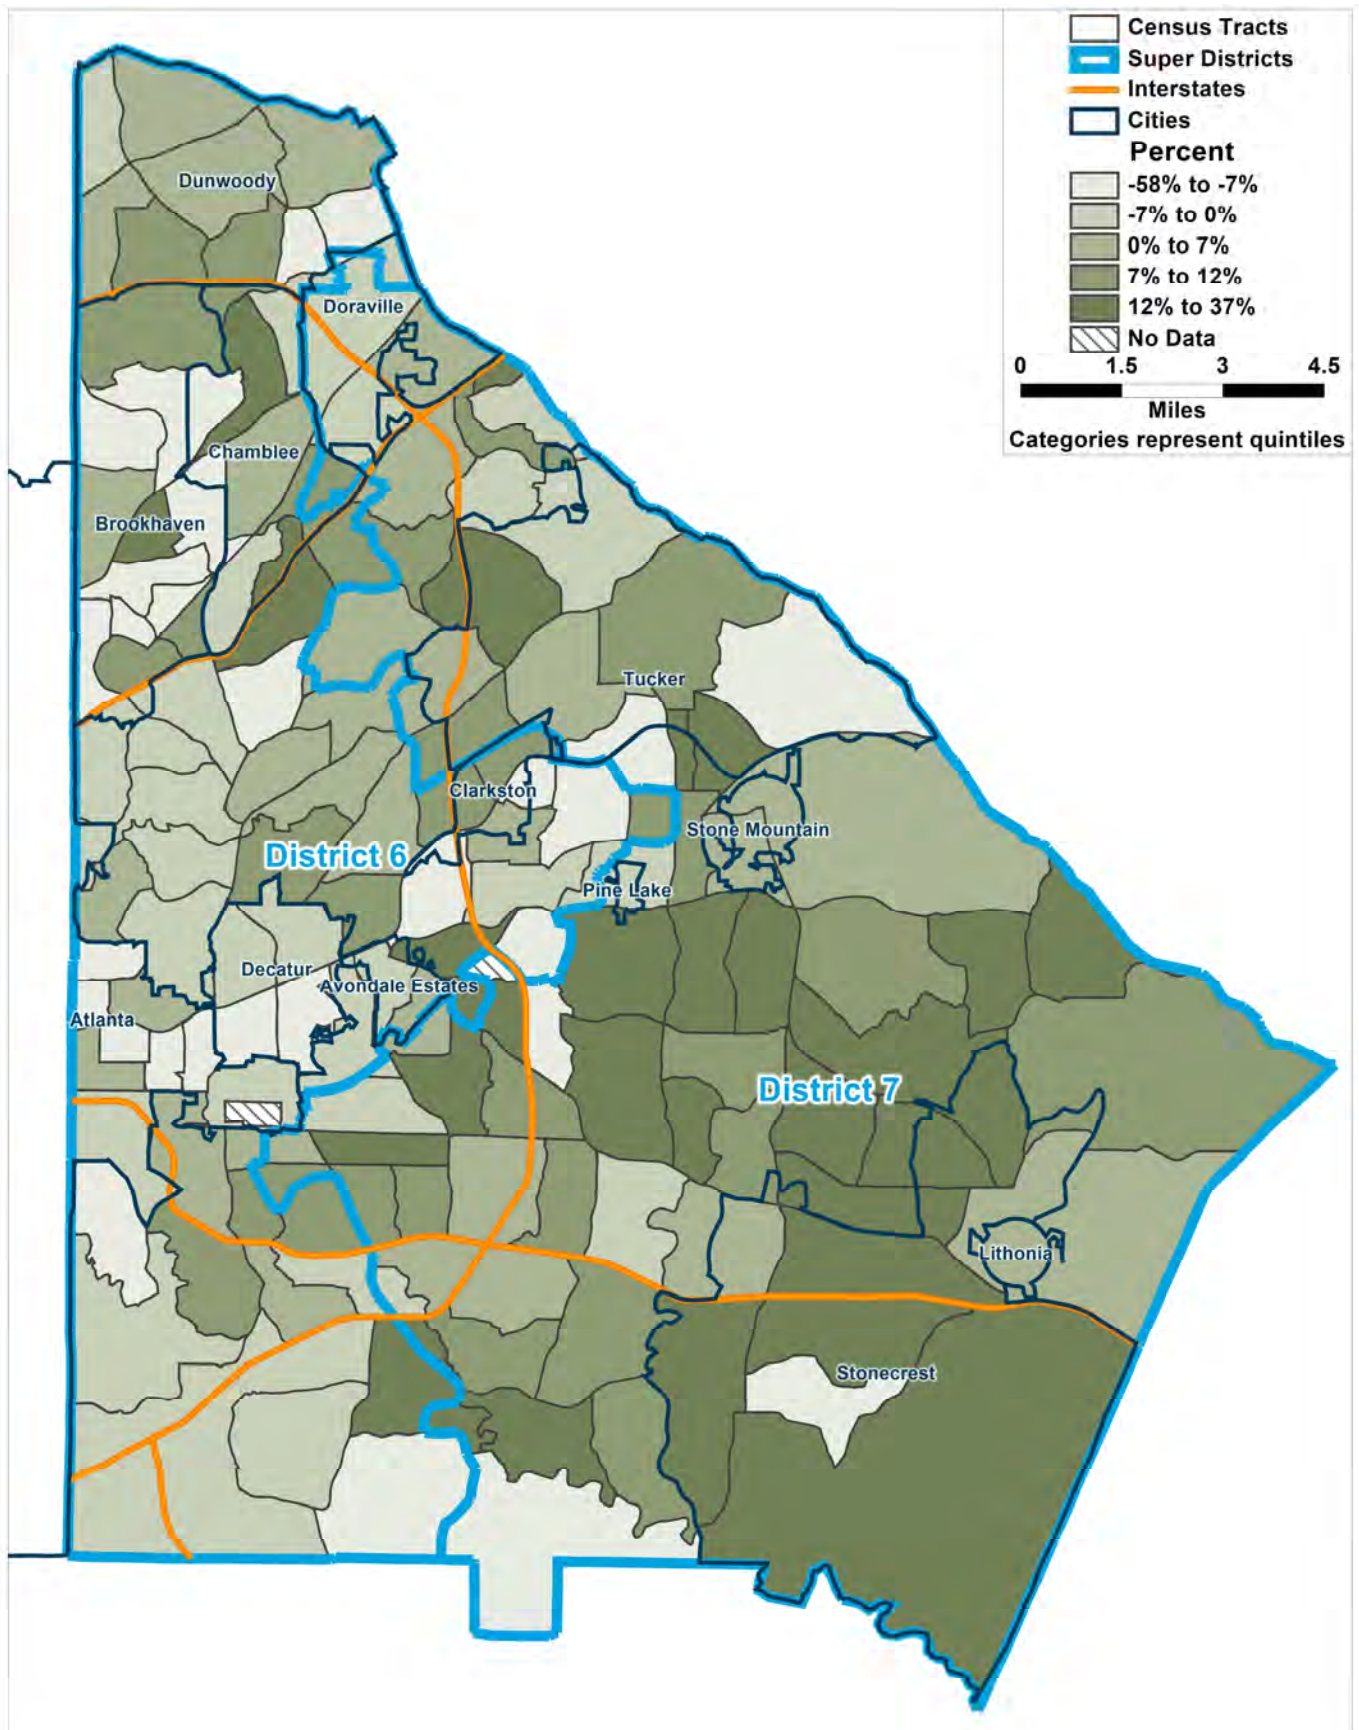 Census Tracts
Super Districts
Interstates
Cities
Percent
-58% to -7%
-7% to 0%
0% to 7%
7% to 12%
12% to 37%
No Data
0 1.5 3 4.5
Miles
Categories represent quintiles
Dunwoody
Doraville
Chamblee
Brookhaven
Tucker
Clarkston
Stone Mountain
District 6
Pine Lake
Decatur
Avondale Estates
Atlanta
District 7
Lithonia
Stonecrest